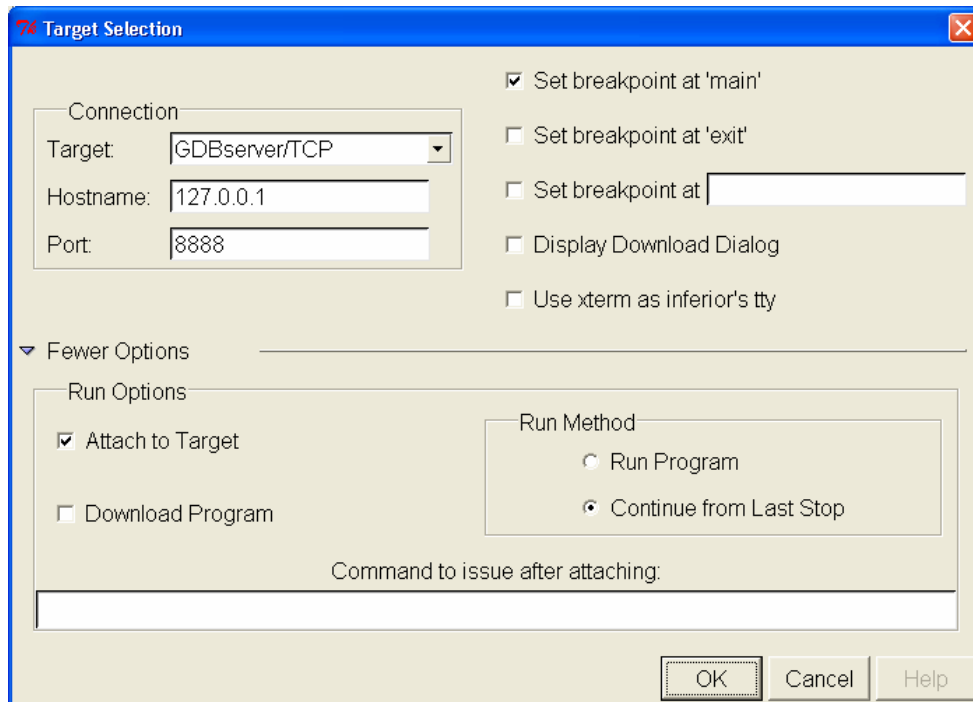 Target Selection
Connection
Target: GDBserver/TCP
Hostname: 127.0.0.1
Port: 8888
Set breakpoint at 'main'
Set breakpoint at 'exit'
Set breakpoint at
Display Download Dialog
Use xterm as inferior's tty
Fewer Options
Run Options
Attach to Target
Download Program
Run Method
Run Program
Continue from Last Stop
Command to issue after attaching:
OK Cancel Help